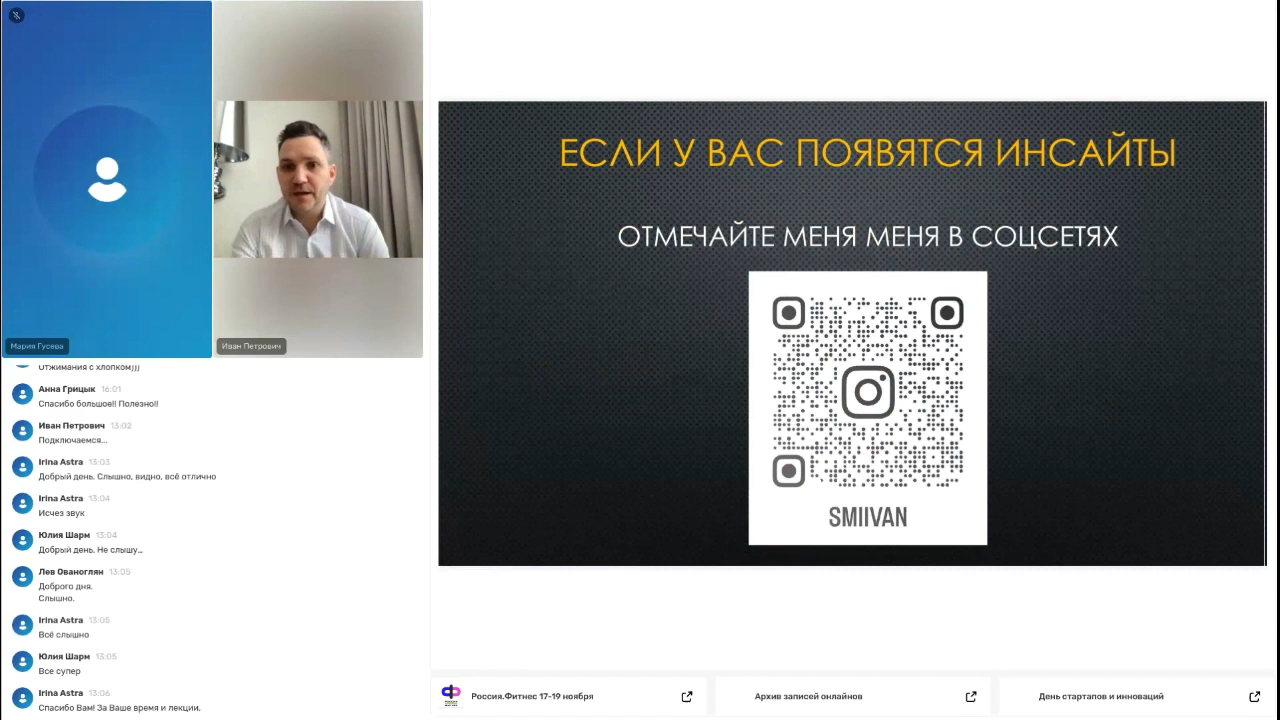 Мария Гусева
Иван Петрович
Отжимания с хлопком)))
Анна Грицык 16:01
Спасибо большое!! Полезно!!
Иван Петрович 13:02
Подключаемся...
Irina Astra 13:03
Добрый день. Слышно, видно, всё отлично
Irina Astra 13:04
Исчез звук
Юлия Шарм 13:04
Добрый день. Не слышу...
Лев Ованоглян 13:05
Доброго дня.
Слышно.
Irina Astra 13:05
Всё слышно
Юлия Шарм 13:05
Все супер
Irina Astra 13:06
Спасибо Вам! За Ваше время и лекции.
ЕСЛИ У ВАС ПОЯВЯТСЯ ИНСАЙТЫ
ОТМЕЧАЙТЕ МЕНЯ МЕНЯ В СОЦСЕТЯХ
SMIIVAN
Россия.Фитнес 17-19 ноября
Архив записей онлайнов
День стартапов и инноваций